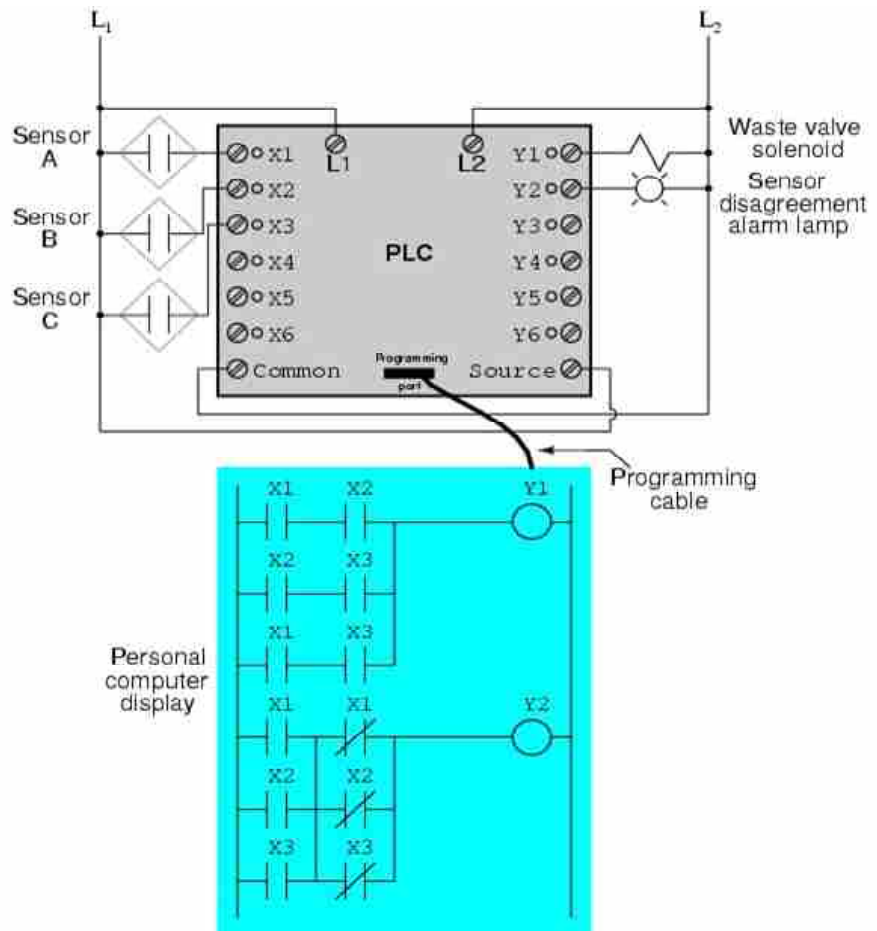 L1
L2
Sensor
A
Sensor
B
Sensor
C
X1
X2
X3
X4
X5
X6
Common
L1
L2
PLC
Programming
port
Y1
Y2
Y3
Y4
Y5
Y6
Source
Waste valve
solenoid
Sensor
disagreement
alarm lamp
Programming
cable
Personal
computer
display
X1 X2 Y1
X2 X3
X1 X3
X1 X1 Y2
X2 X2
X3 X3